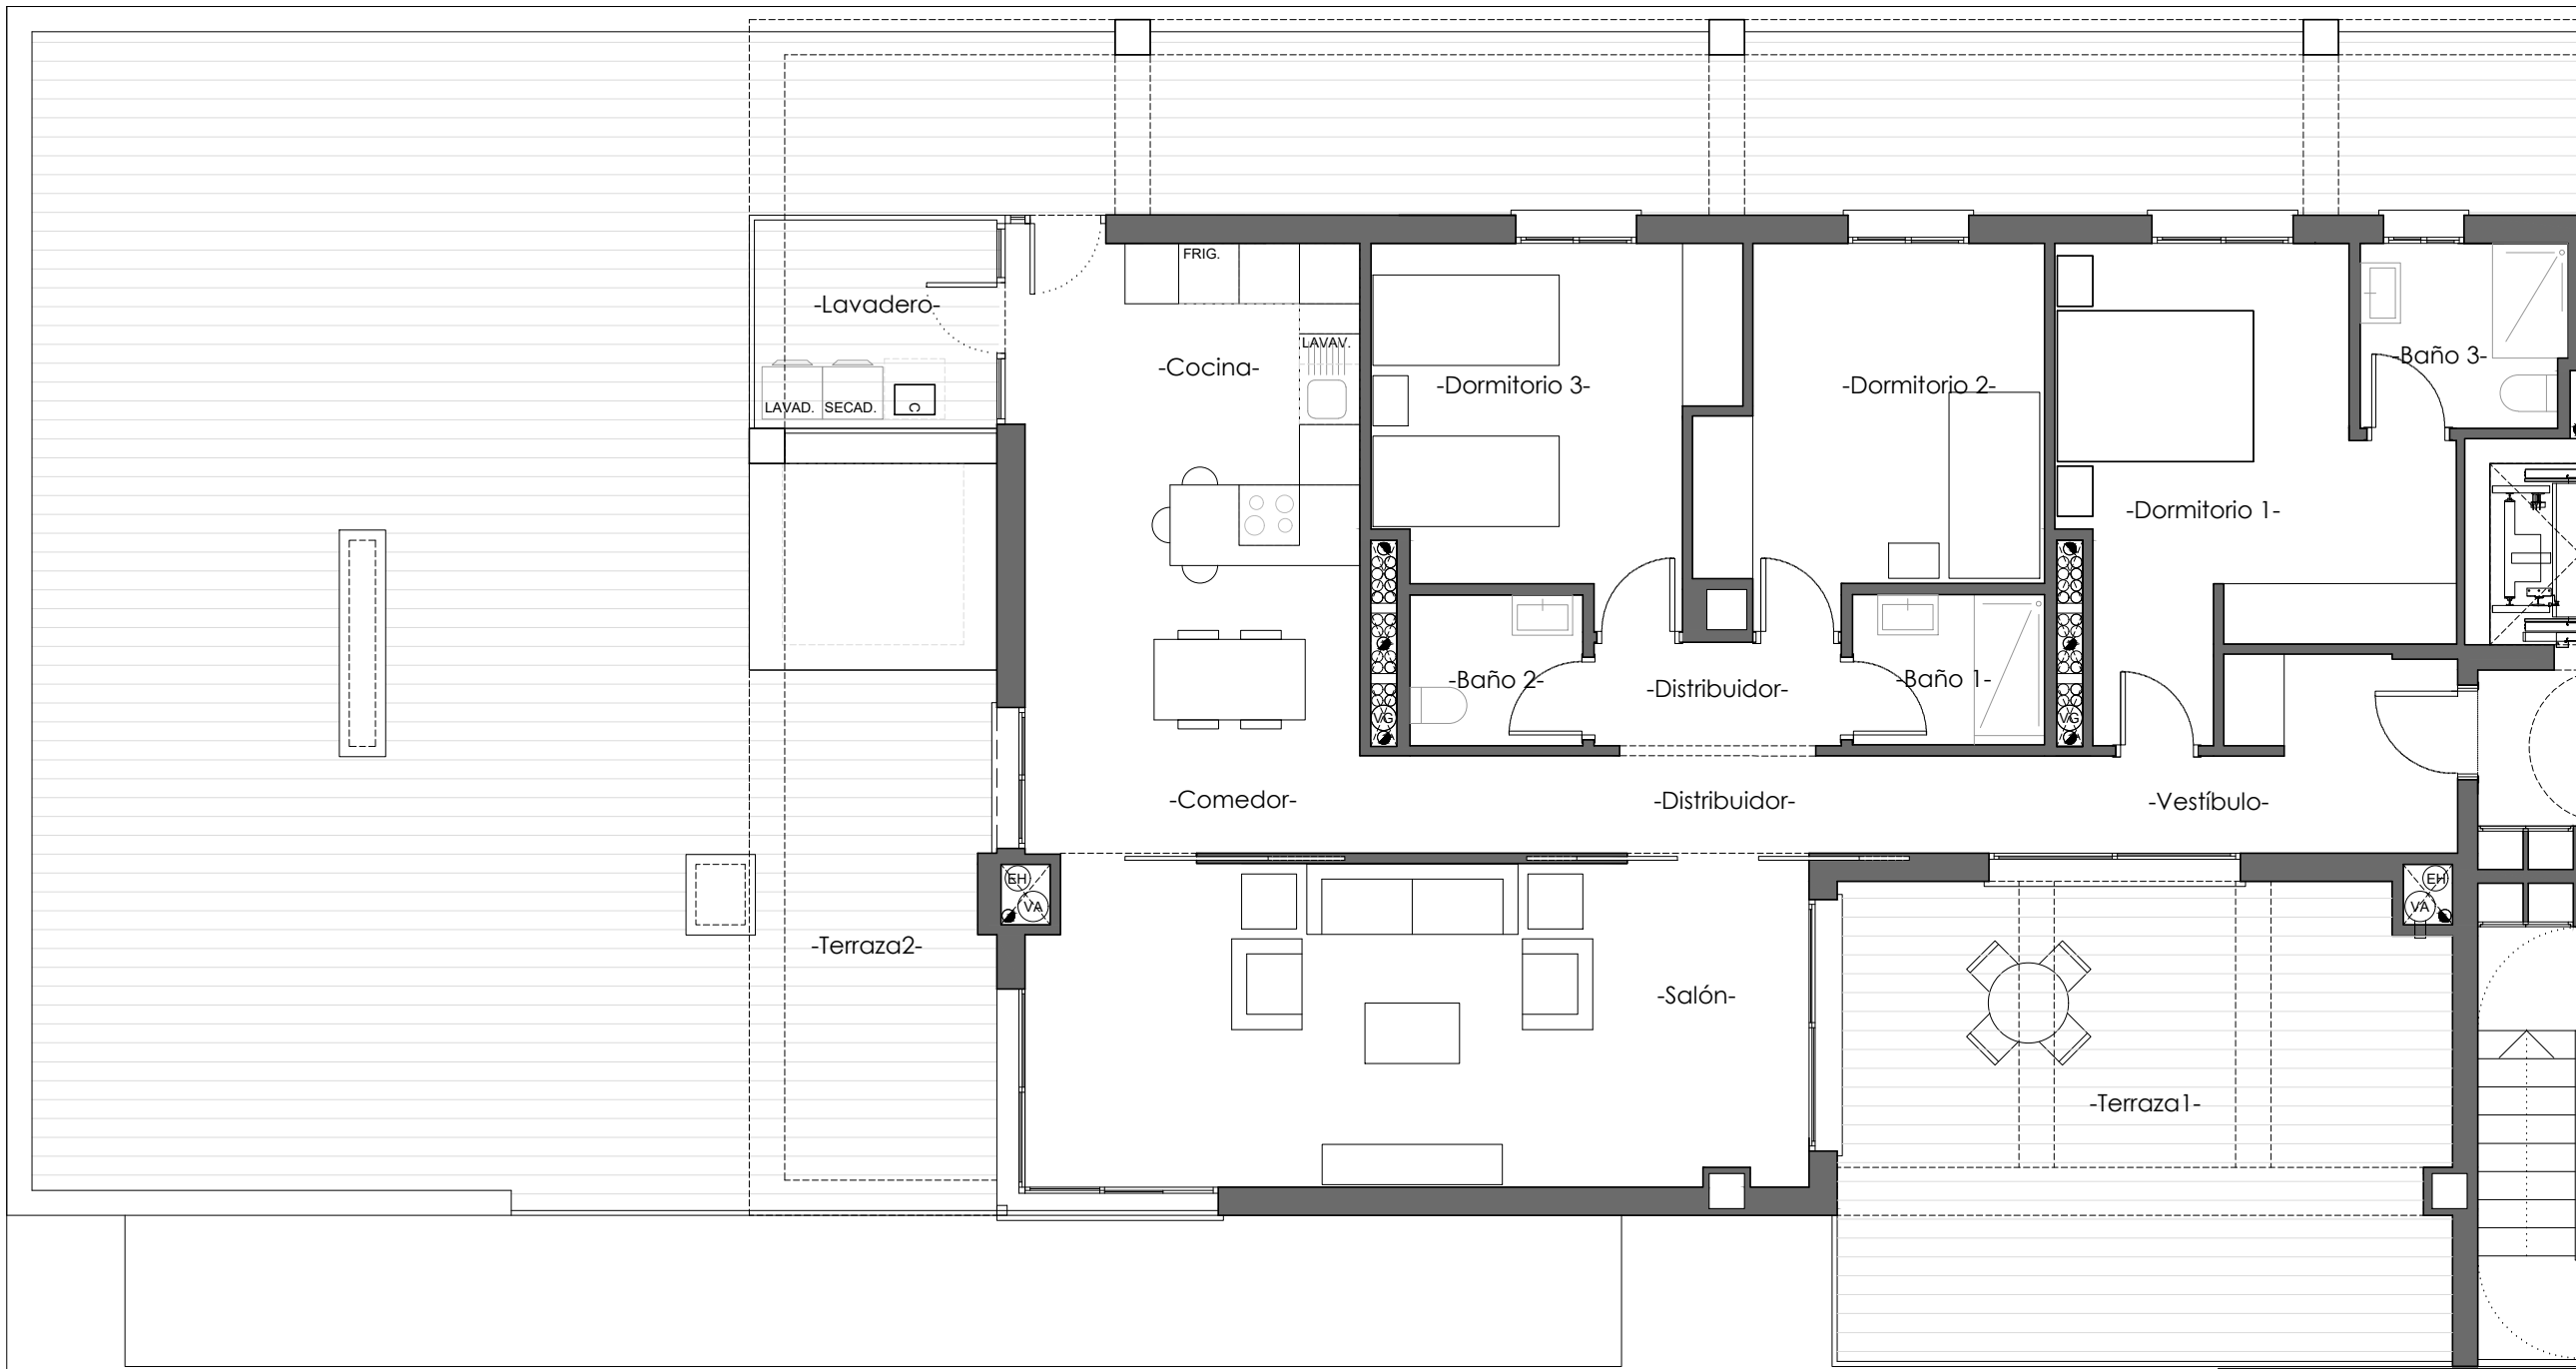 FRIG.
-Lavadero-
LAVAV.
-Cocina-
-Baño 3-
-Dormitorio 3-
-Dormitorio 2-
LAVAD.
SECAD.
C
-Dormitorio 1-
-Baño 2-
-Distribuidor-
-Baño 1-
VG
VG
-Comedor-
-Distribuidor-
-Vestíbulo-
EH
VA
EH
VA
-Terraza2-
-Salón-
-Terraza1-